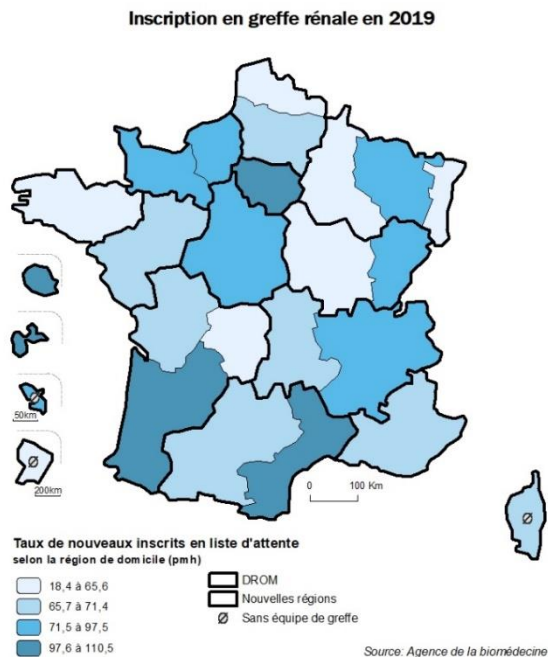 Inscription en greffe rénale en 2019
50km
200km
0 100 Km
Taux de nouveaux inscrits en liste d'attente
selon la région de domicile (pmh)
18,4 à 65,6
65,7 à 71,4
71,5 à 97,5
97,6 à 110,5
DROM
Nouvelles régions
Ø Sans équipe de greffe
Source: Agence de la biomédecine